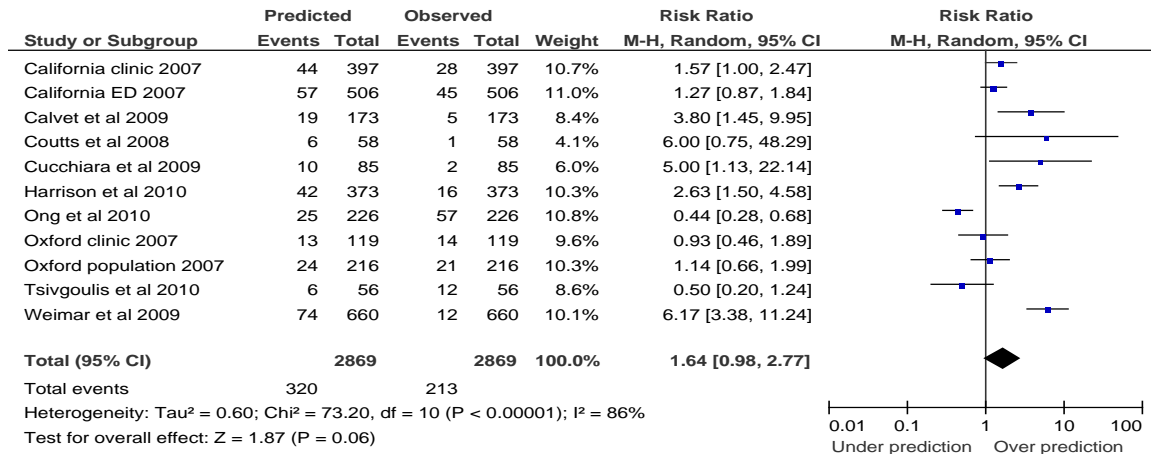 Predicted Observed Risk Ratio Risk Ratio
Study or Subgroup Events Total Events Total Weight M-H, Random, 95% CI M-H, Random, 95% CI
California clinic 2007 44 397 28 397 10.7% 1.57 [1.00, 2.47]
California ED 2007 57 506 45 506 11.0% 1.27 [0.87, 1.84]
Calvet et al 2009 19 173 5 173 8.4% 3.80 [1.45, 9.95]
Coutts et al 2008 6 58 1 58 4.1% 6.00 [0.75, 48.29]
Cucchiara et al 2009 10 85 2 85 6.0% 5.00 [1.13, 22.14]
Harrison et al 2010 42 373 16 373 10.3% 2.63 [1.50, 4.58]
Ong et al 2010 25 226 57 226 10.8% 0.44 [0.28, 0.68]
Oxford clinic 2007 13 119 14 119 9.6% 0.93 [0.46, 1.89]
Oxford population 2007 24 216 21 216 10.3% 1.14 [0.66, 1.99]
Tsivgoulis et al 2010 6 56 12 56 8.6% 0.50 [0.20, 1.24]
Weimar et al 2009 74 660 12 660 10.1% 6.17 [3.38, 11.24]
Total (95% CI) 2869 2869 100.0% 1.64 [0.98, 2.77]
Total events 320 213
Heterogeneity: Tau² = 0.60; Chi² = 73.20, df = 10 (P < 0.00001); I² = 86%
Test for overall effect: Z = 1.87 (P = 0.06)
0.01 0.1 1 10 100
Under prediction Over prediction